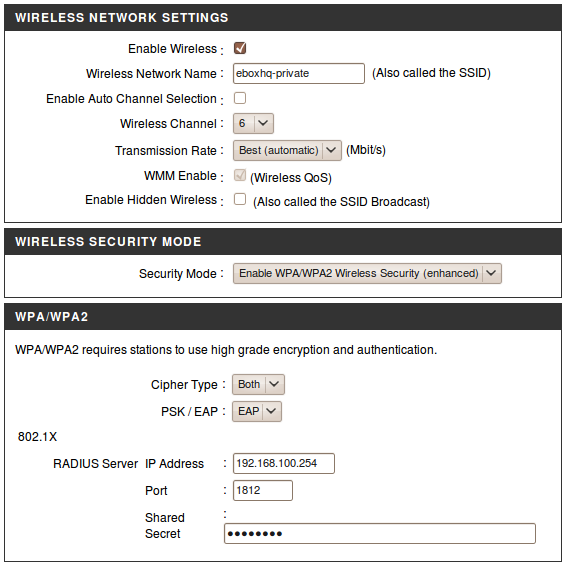 WIRELESS NETWORK SETTINGS
Enable Wireless :
Wireless Network Name : eboxhq-private (Also called the SSID)
Enable Auto Channel Selection :
Wireless Channel : 6
Transmission Rate : Best (automatic) (Mbit/s)
WMM Enable : (Wireless QoS)
Enable Hidden Wireless : (Also called the SSID Broadcast)
WIRELESS SECURITY MODE
Security Mode : Enable WPA/WPA2 Wireless Security (enhanced)
WPA/WPA2
WPA/WPA2 requires stations to use high grade encryption and authentication.
Cipher Type : Both
PSK / EAP : EAP
802.1X
RADIUS Server IP Address : 192.168.100.254
Port : 1812
Shared :
Secret ●●●●●●●●